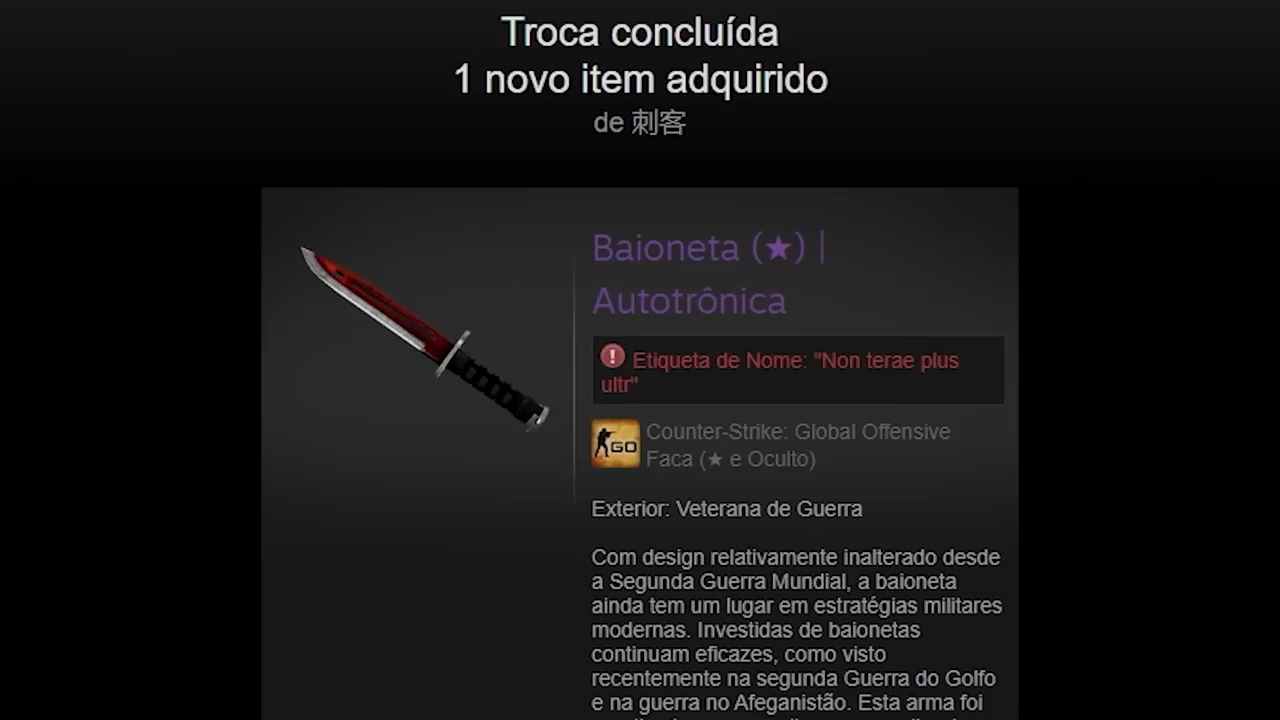 Troca concluída
1 novo item adquirido
de 刺客
Baioneta (★) |
Autotrônica
Etiqueta de Nome: "Non terae plus
ultr"
GO
Counter-Strike: Global Offensive
Faca (★ e Oculto)
Exterior: Veterana de Guerra
Com design relativamente inalterado desde
a Segunda Guerra Mundial, a baioneta
ainda tem um lugar em estratégias militares
modernas. Investidas de baionetas
continuam eficazes, como visto
recentemente na segunda Guerra do Golfo
e na guerra no Afeganistão. Esta arma foi